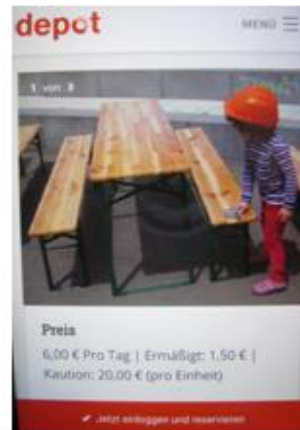 depot
MENÜ
1 von 3
Preis
6,00 € Pro Tag | Ermäßigt: 1,50 € |
Kaution: 20,00 € (pro Einheit)
✔ Jetzt einloggen und reservieren